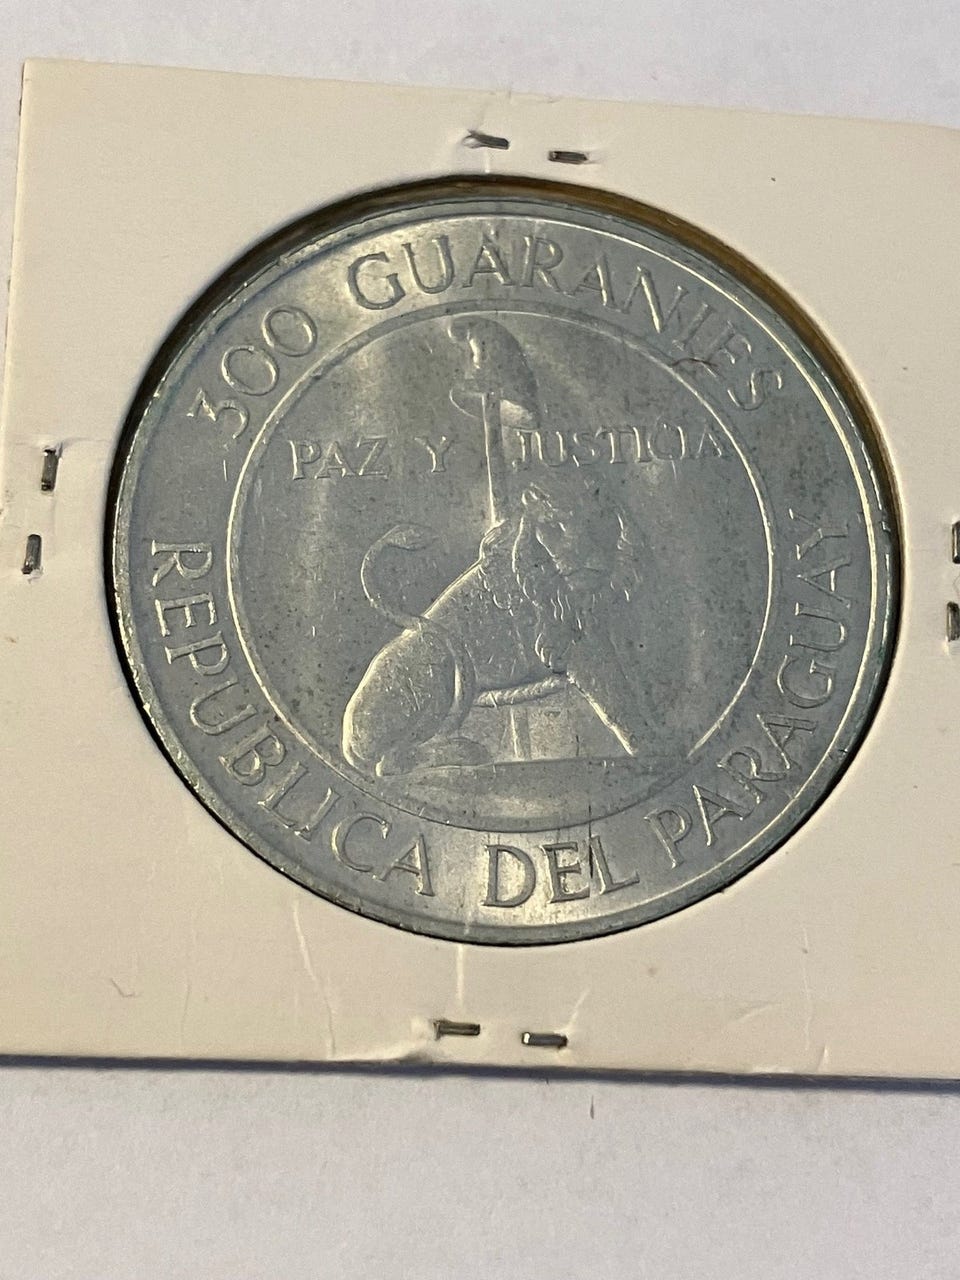 300 GUARANIES
PAZ Y JUSTICIA
REPUBLICA DEL PARAGUAY